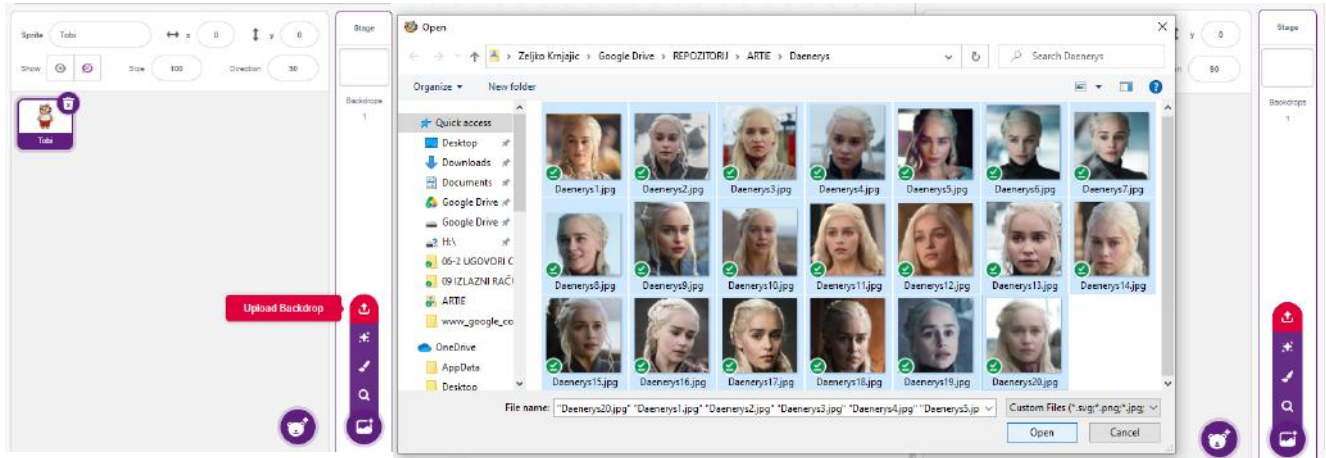 Sprite Tobi x 0 y 0
Show Size 100 Direction 90
Tobi
Stage
Backdrops
1
Upload Backdrop
Open
Zeljko Krnjajic > Google Drive > REPOZITORIJ > ARTIE > Daenerys
Search Daenerys
Organize New folder
Quick access
Desktop
Downloads
Documents
Google Drive
Google Drive
H:\
06-2 UGOVORI C
09 IZLAZNI RAČI
ARTIE
www_google_co
OneDrive
AppData
Desktop
Daenerys1.jpg Daenerys2.jpg Daenerys3.jpg Daenerys4.jpg Daenerys5.jpg Daenerys6.jpg Daenerys7.jpg
Daenerys8.jpg Daenerys9.jpg Daenerys10.jpg Daenerys11.jpg Daenerys12.jpg Daenerys13.jpg Daenerys14.jpg
Daenerys15.jpg Daenerys16.jpg Daenerys17.jpg Daenerys18.jpg Daenerys19.jpg Daenerys20.jpg
File name: "Daenerys20.jpg" "Daenerys1.jpg" "Daenerys2.jpg" "Daenerys3.jpg" "Daenerys4.jpg" "Daenerys5.jp
Custom Files (*.svg;*.png;*.jpg;
Open Cancel
y 0
90
Stage
Backdrops
1